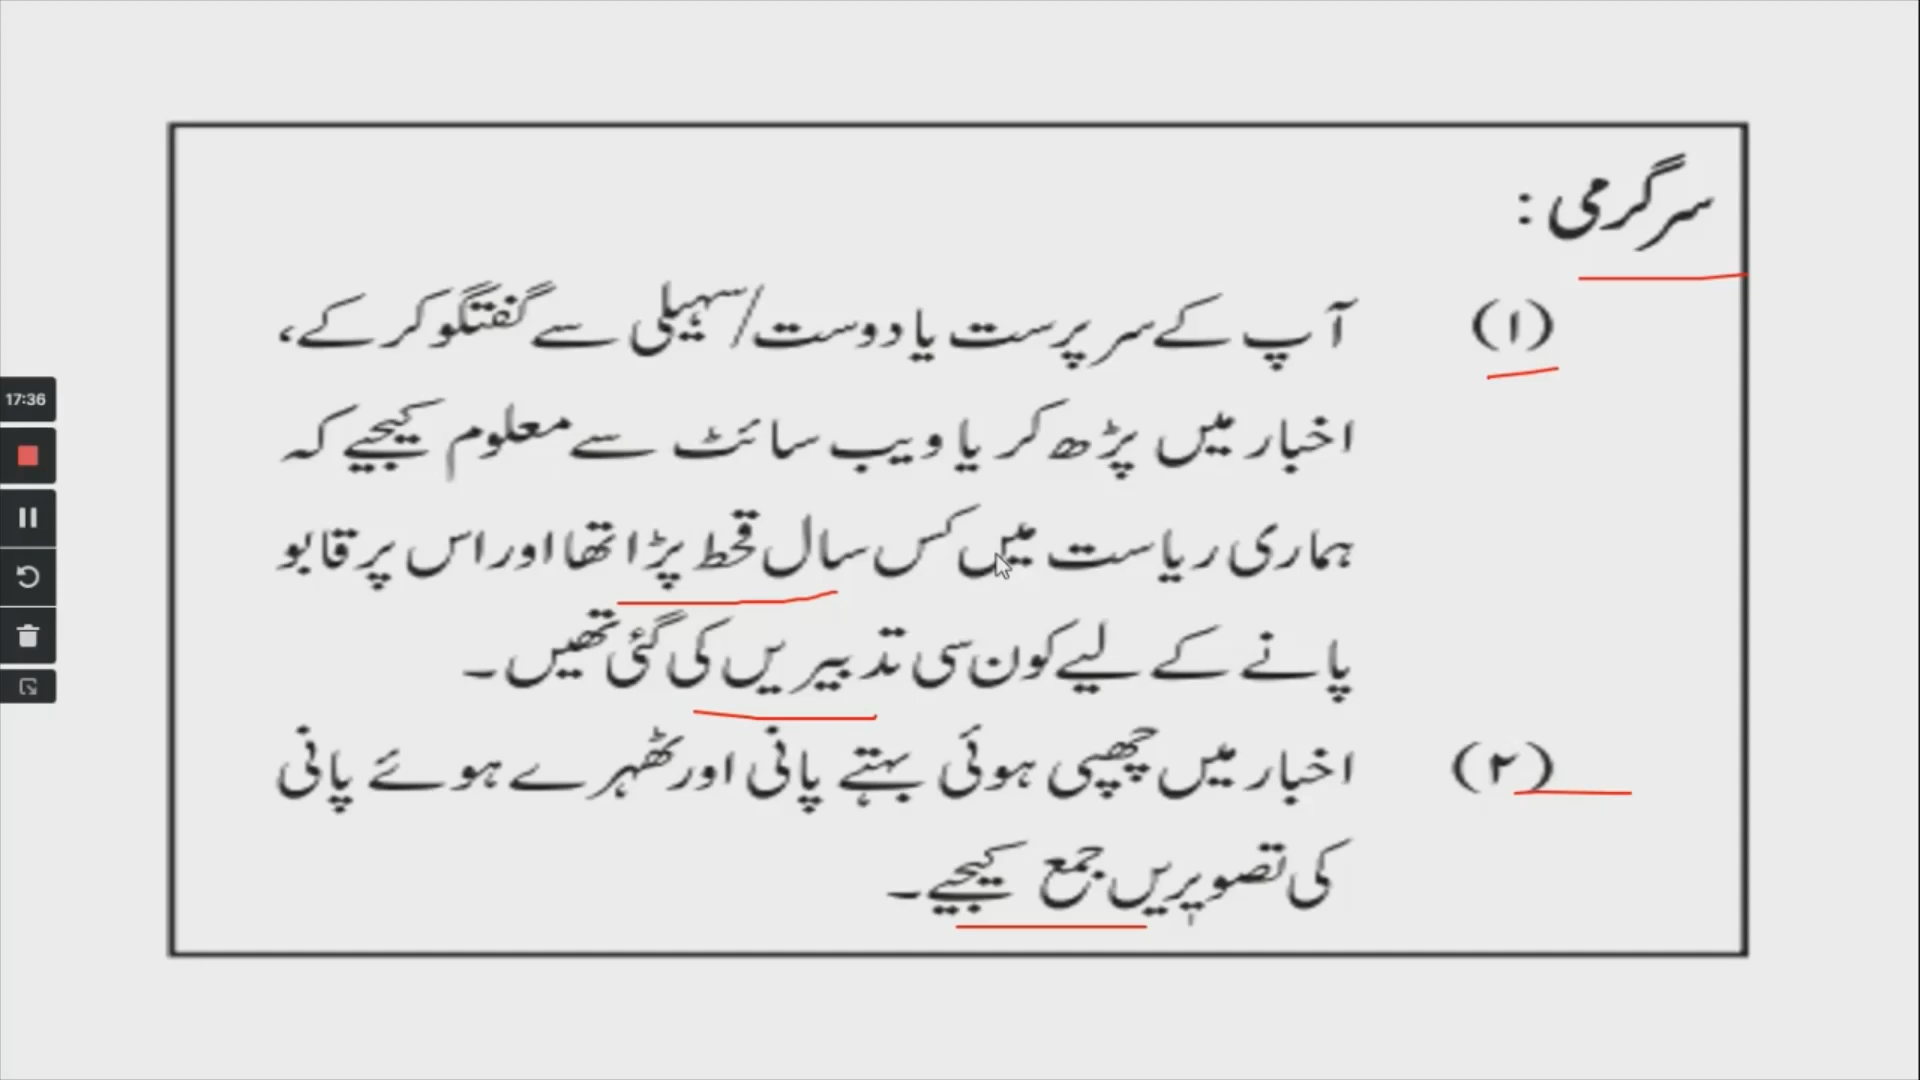 سرگرمی :
(۱) آپ کے سرپرست یا دوست/سہیلی سے گفتگو کر کے،
اخبار میں پڑھ کر یا ویب سائٹ سے معلوم کیجیے کہ
ہماری ریاست میں کس سال قحط پڑا تھا اور اس پر قابو
پانے کے لیے کون سی تدبیریں کی گئی تھیں۔
(۲) اخبار میں چھپی ہوئی بہتے پانی اور ٹھہرے ہوئے پانی
کی تصویریں جمع کیجیے۔
17:36